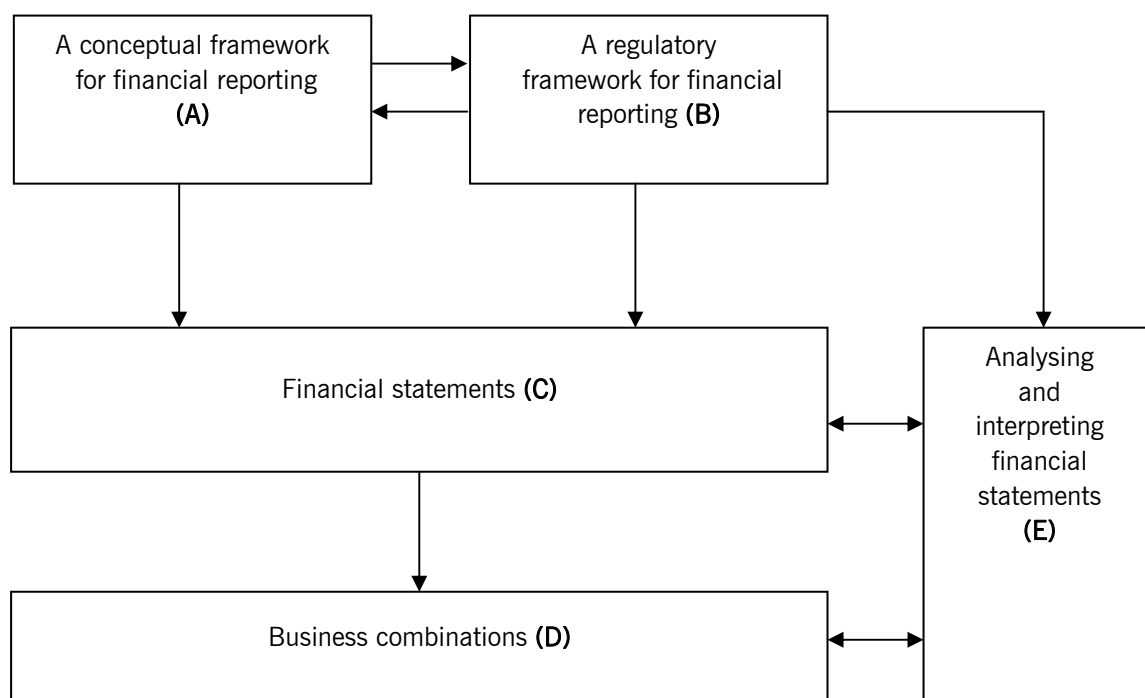 A conceptual framework
for financial reporting
(A)
A regulatory
framework for financial
reporting (B)
Financial statements (C)
Analysing
and
interpreting
financial
statements
(E)
Business combinations (D)